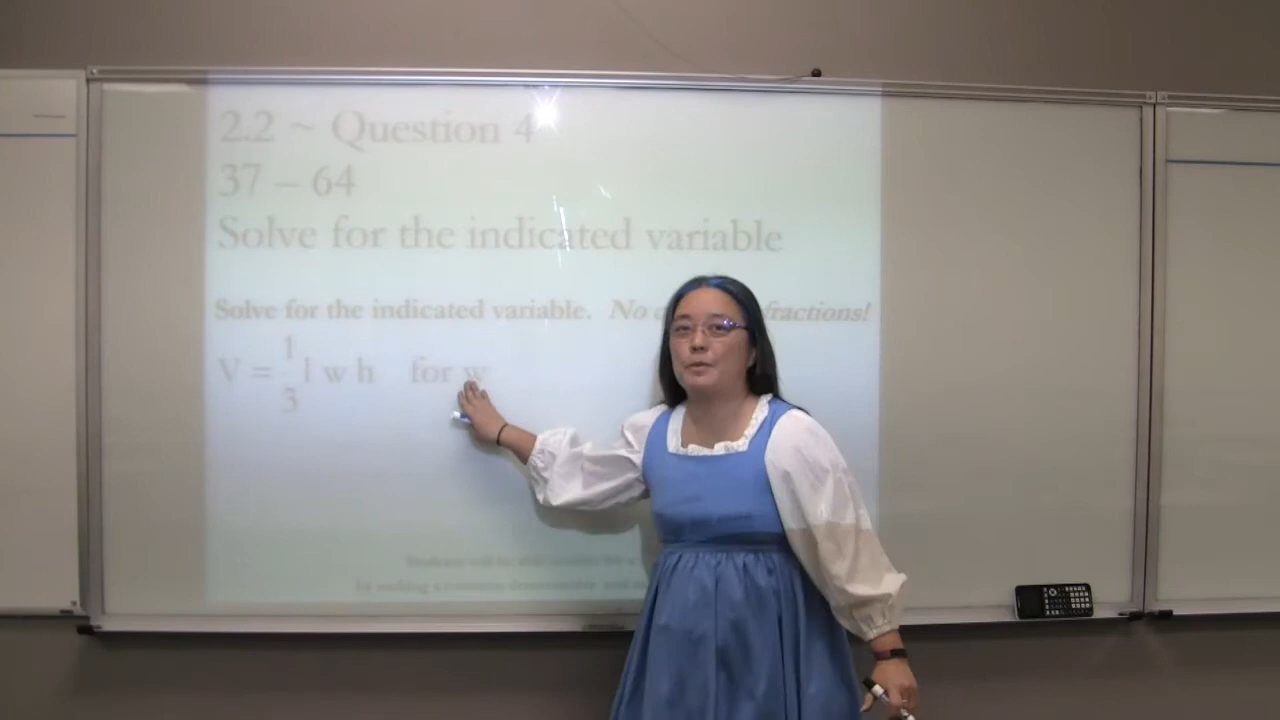 2.2 ~ Question 4
37 – 64
Solve for the indicated variable
Solve for the indicated variable. No fractions!
V = 1/3 l w h for w